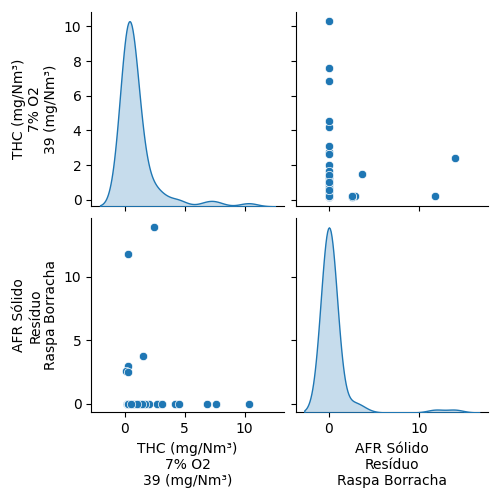 THC (mg/Nm³)
7% O2
39 (mg/Nm³)
10
8
6
4
2
0
AFR Sólido
Resíduo
Raspa Borracha
10
5
0
0
5
10
THC (mg/Nm³)
7% O2
39 (mg/Nm³)
0
10
AFR Sólido
Resíduo
Raspa Borracha